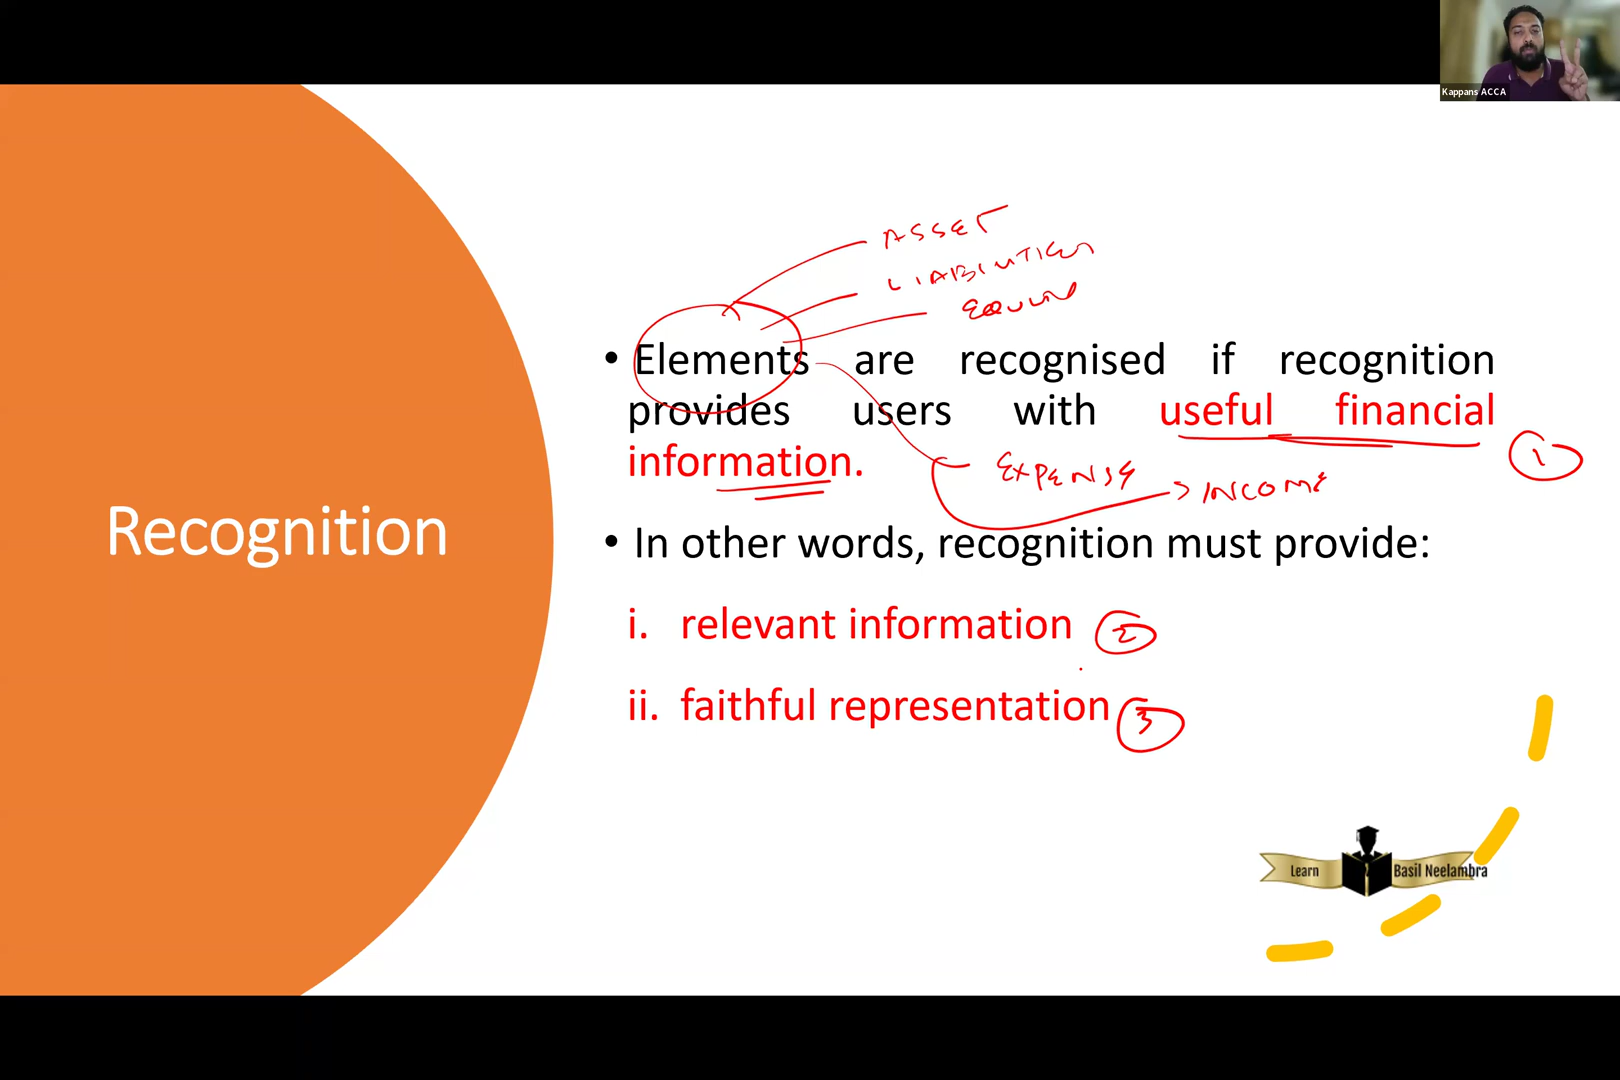 Kappans ACCA
ASSET
LIABILITIES
• Elements are recognised if recognition
provides users with useful financial
information.
1
EXPENSE
INCOME
Recognition
• In other words, recognition must provide:
i. relevant information
2
ii. faithful representation
3
Learn Basil Neelambra